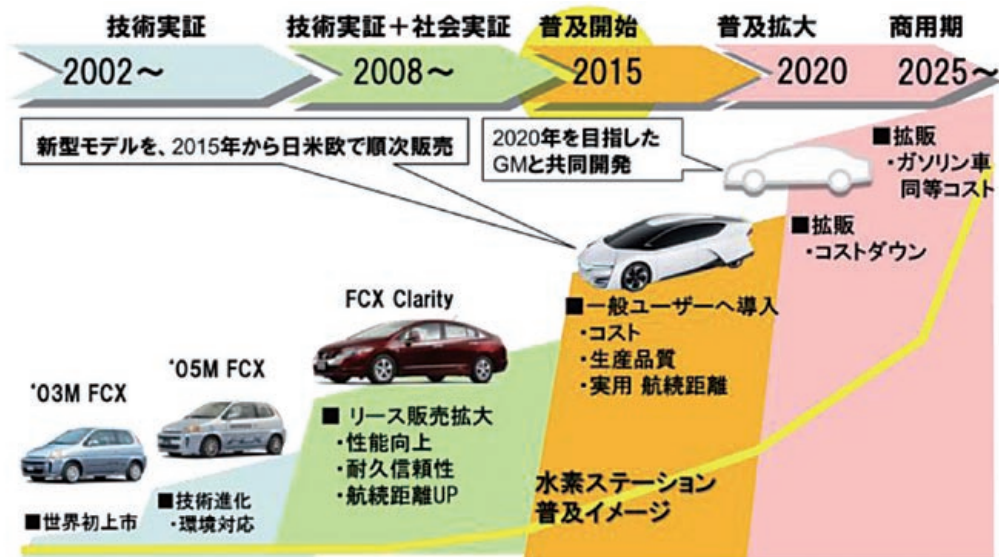 技術実証
技術実証＋社会実証
普及開始
普及拡大
商用期
2002～
2008～
2015
2020
2025～
新型モデルを、2015年から日米欧で順次販売
2020年を目指した
GMと共同開発
■拡販
・ガソリン車
同等コスト
■拡販
・コストダウン
■一般ユーザーへ導入
・コスト
・生産品質
・実用 航続距離
FCX Clarity
■ リース販売拡大
・性能向上
・耐久信頼性
・航続距離UP
'05M FCX
■技術進化
・環境対応
'03M FCX
■世界初上市
水素ステーション
普及イメージ